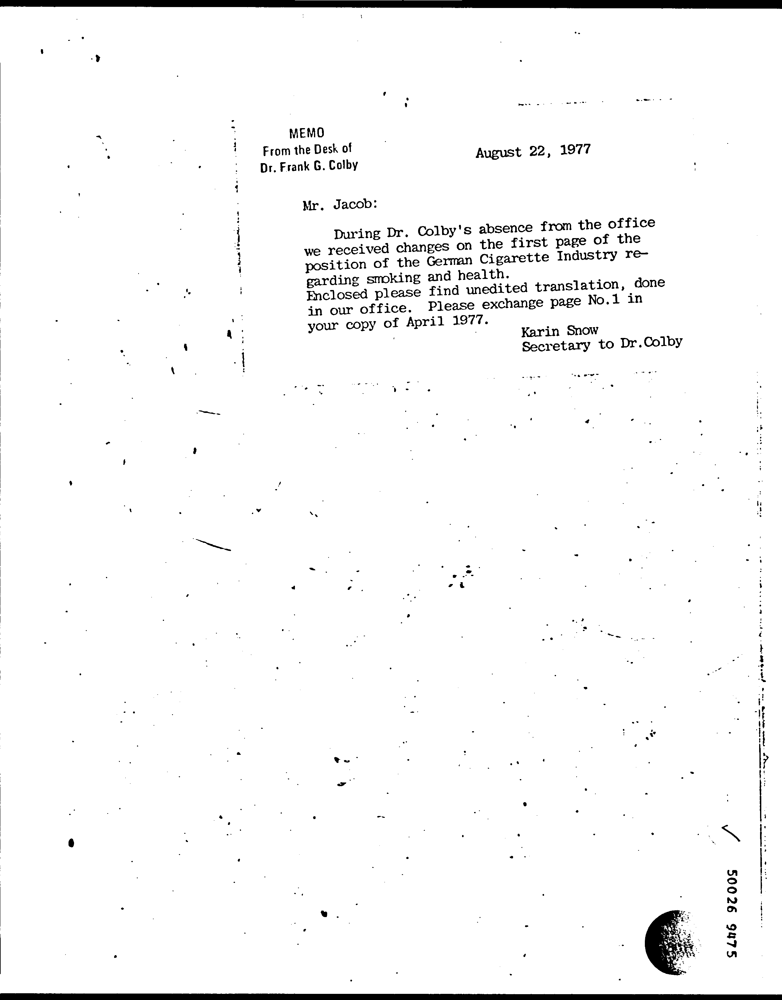 MEMO
From the Desk of
Dr. Frank G. Colby
August 22, 1977
Mr. Jacob:
During Dr. Colby's absence from the office
we received changes on the first page of the
position of the German Cigarette Industry re-
garding smoking and health.
Enclosed please find unedited translation, done
in our office. Please exchange page No.1 in
your copy of April 1977.
Karin Snow
Secretary to Dr.Colby
50026 9475